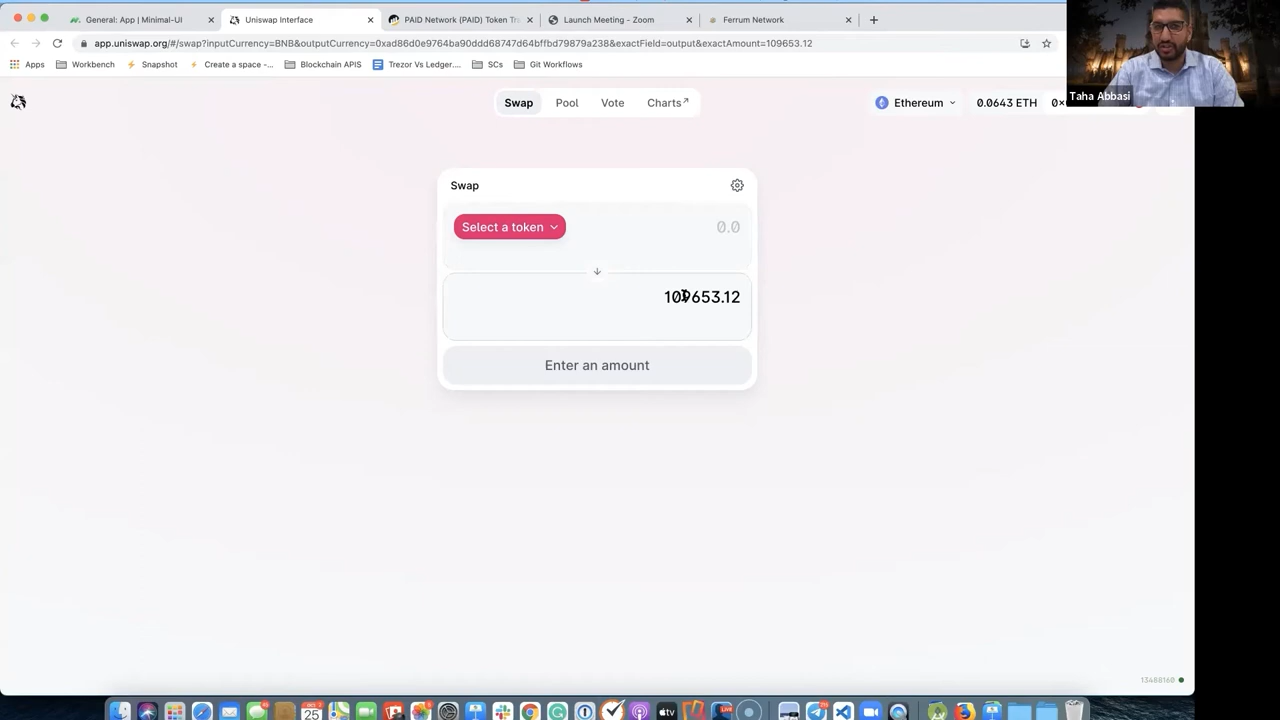 General: App | Minimal-UI
Uniswap Interface
PAID Network (PAID) Token Tr
Launch Meeting - Zoom
Ferrum Network
app.uniswap.org/#/swap?inputCurrency=BNB&outputCurrency=0xad86d0e9764ba90ddd68747d64bffbd79879a238&exactField=output&exactAmount=109653.12
Apps
Workbench
Snapshot
Create a space -...
Blockchain APIS
Trezor Vs Ledger....
SCs
Git Workflows
Taha Abbasi
Swap
Pool
Vote
Charts↗
Ethereum
0.0643 ETH
Swap
Select a token
0.0
109653.12
Enter an amount
13488160
25